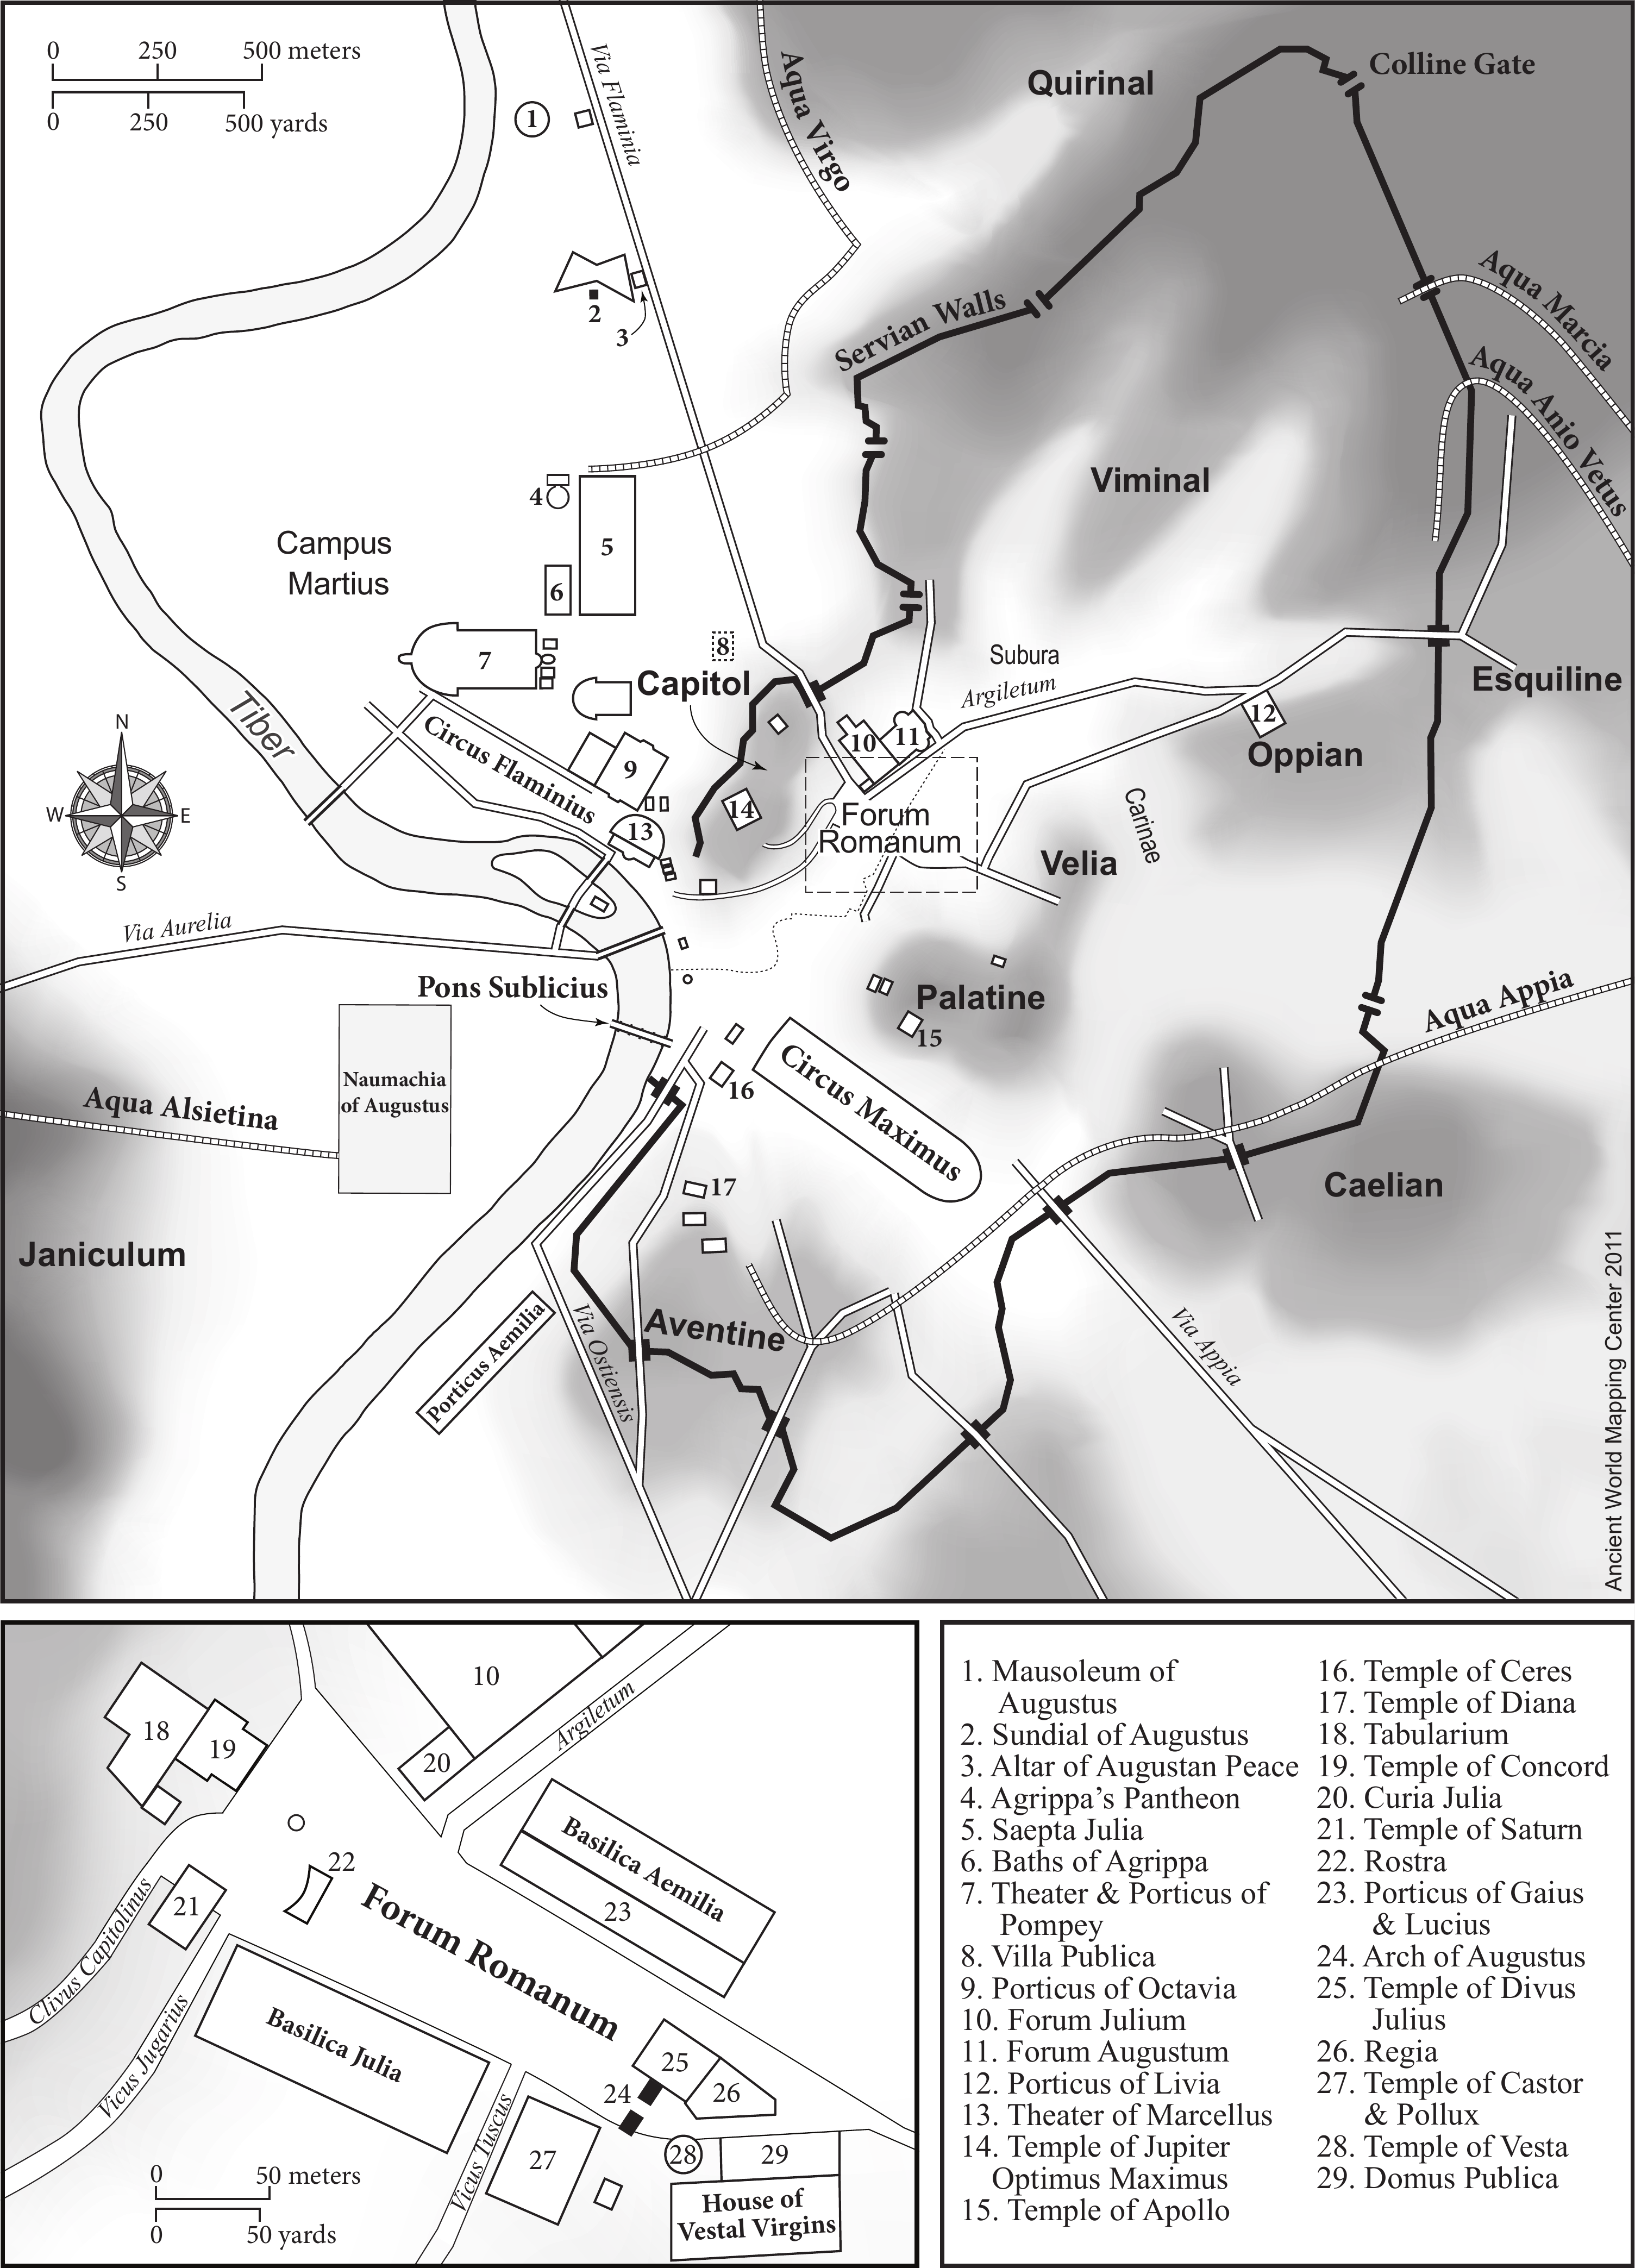 0 250 500 meters
0 250 500 yards
1
Via Flaminia
Aqua Virgo
Quirinal
Colline Gate
2
3
Servian Walls
Aqua Marcia
Aqua Anio Vetus
4
5
6
Campus
Martius
Viminal
7
8
Capitol
Subura
Argiletum
Esquiline
Tiber
N
W
E
S
Circus Flaminius
9
10
11
12
Oppian
13
14
Forum
Romanum
Carinae
Velia
Via Aurelia
Pons Sublicius
Palatine
15
Aqua Appia
Naumachia
of Augustus
Aqua Alsietina
16
Circus Maximus
17
Caelian
Janiculum
Porticus Aemilia
Via Ostiensis
Aventine
Via Appia
Ancient World Mapping Center 2011
10
18
19
20
Argiletum
Basilica Aemilia
23
22
21
Forum Romanum
Clivus Capitolinus
Vicus Jugarius
Basilica Julia
Vicus Tuscus
24
25
26
27
28
29
House of
Vestal Virgins
0 50 meters
0 50 yards
1. Mausoleum of
Augustus
2. Sundial of Augustus
3. Altar of Augustan Peace
4. Agrippa's Pantheon
5. Saepta Julia
6. Baths of Agrippa
7. Theater & Porticus of
Pompey
8. Villa Publica
9. Porticus of Octavia
10. Forum Julium
11. Forum Augustum
12. Porticus of Livia
13. Theater of Marcellus
14. Temple of Jupiter
Optimus Maximus
15. Temple of Apollo
16. Temple of Ceres
17. Temple of Diana
18. Tabularium
19. Temple of Concord
20. Curia Julia
21. Temple of Saturn
22. Rostra
23. Porticus of Gaius
& Lucius
24. Arch of Augustus
25. Temple of Divus
Julius
26. Regia
27. Temple of Castor
& Pollux
28. Temple of Vesta
29. Domus Publica